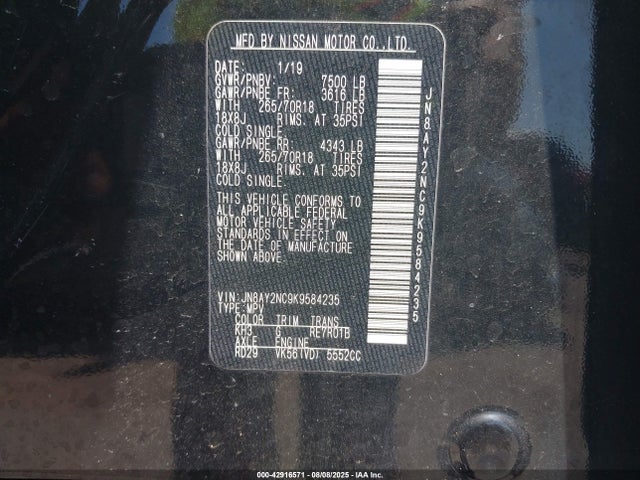 MFD BY NISSAN MOTOR CO.,LTD.
DATE: 1/19
GVWR/PNBV: 7500 LB
GAWR/PNBE FR: 3616 LB
WITH 265/70R18 TIRES
18X8J RIMS. AT 35PSI
COLD SINGLE
GAWR/PNBE RR: 4343 LB
WITH 265/70R18 TIRES
18X8J RIMS. AT 35PSI
COLD SINGLE
THIS VEHICLE CONFORMS TO
ALL APPLICABLE FEDERAL
MOTOR VEHICLE SAFETY
STANDARDS IN EFFECT ON
THE DATE OF MANUFACTURE
SHOWN ABOVE.
VIN: JN8AY2NC9K9584235
TYPE: MPV
COLOR TRIM TRANS
KH3 G RE7R01B
AXLE ENGINE
RD29 VK56(VD) 5552CC
JN8AY2NC9K9584235
000-42916571 - 08/08/2025 - IAA Inc.